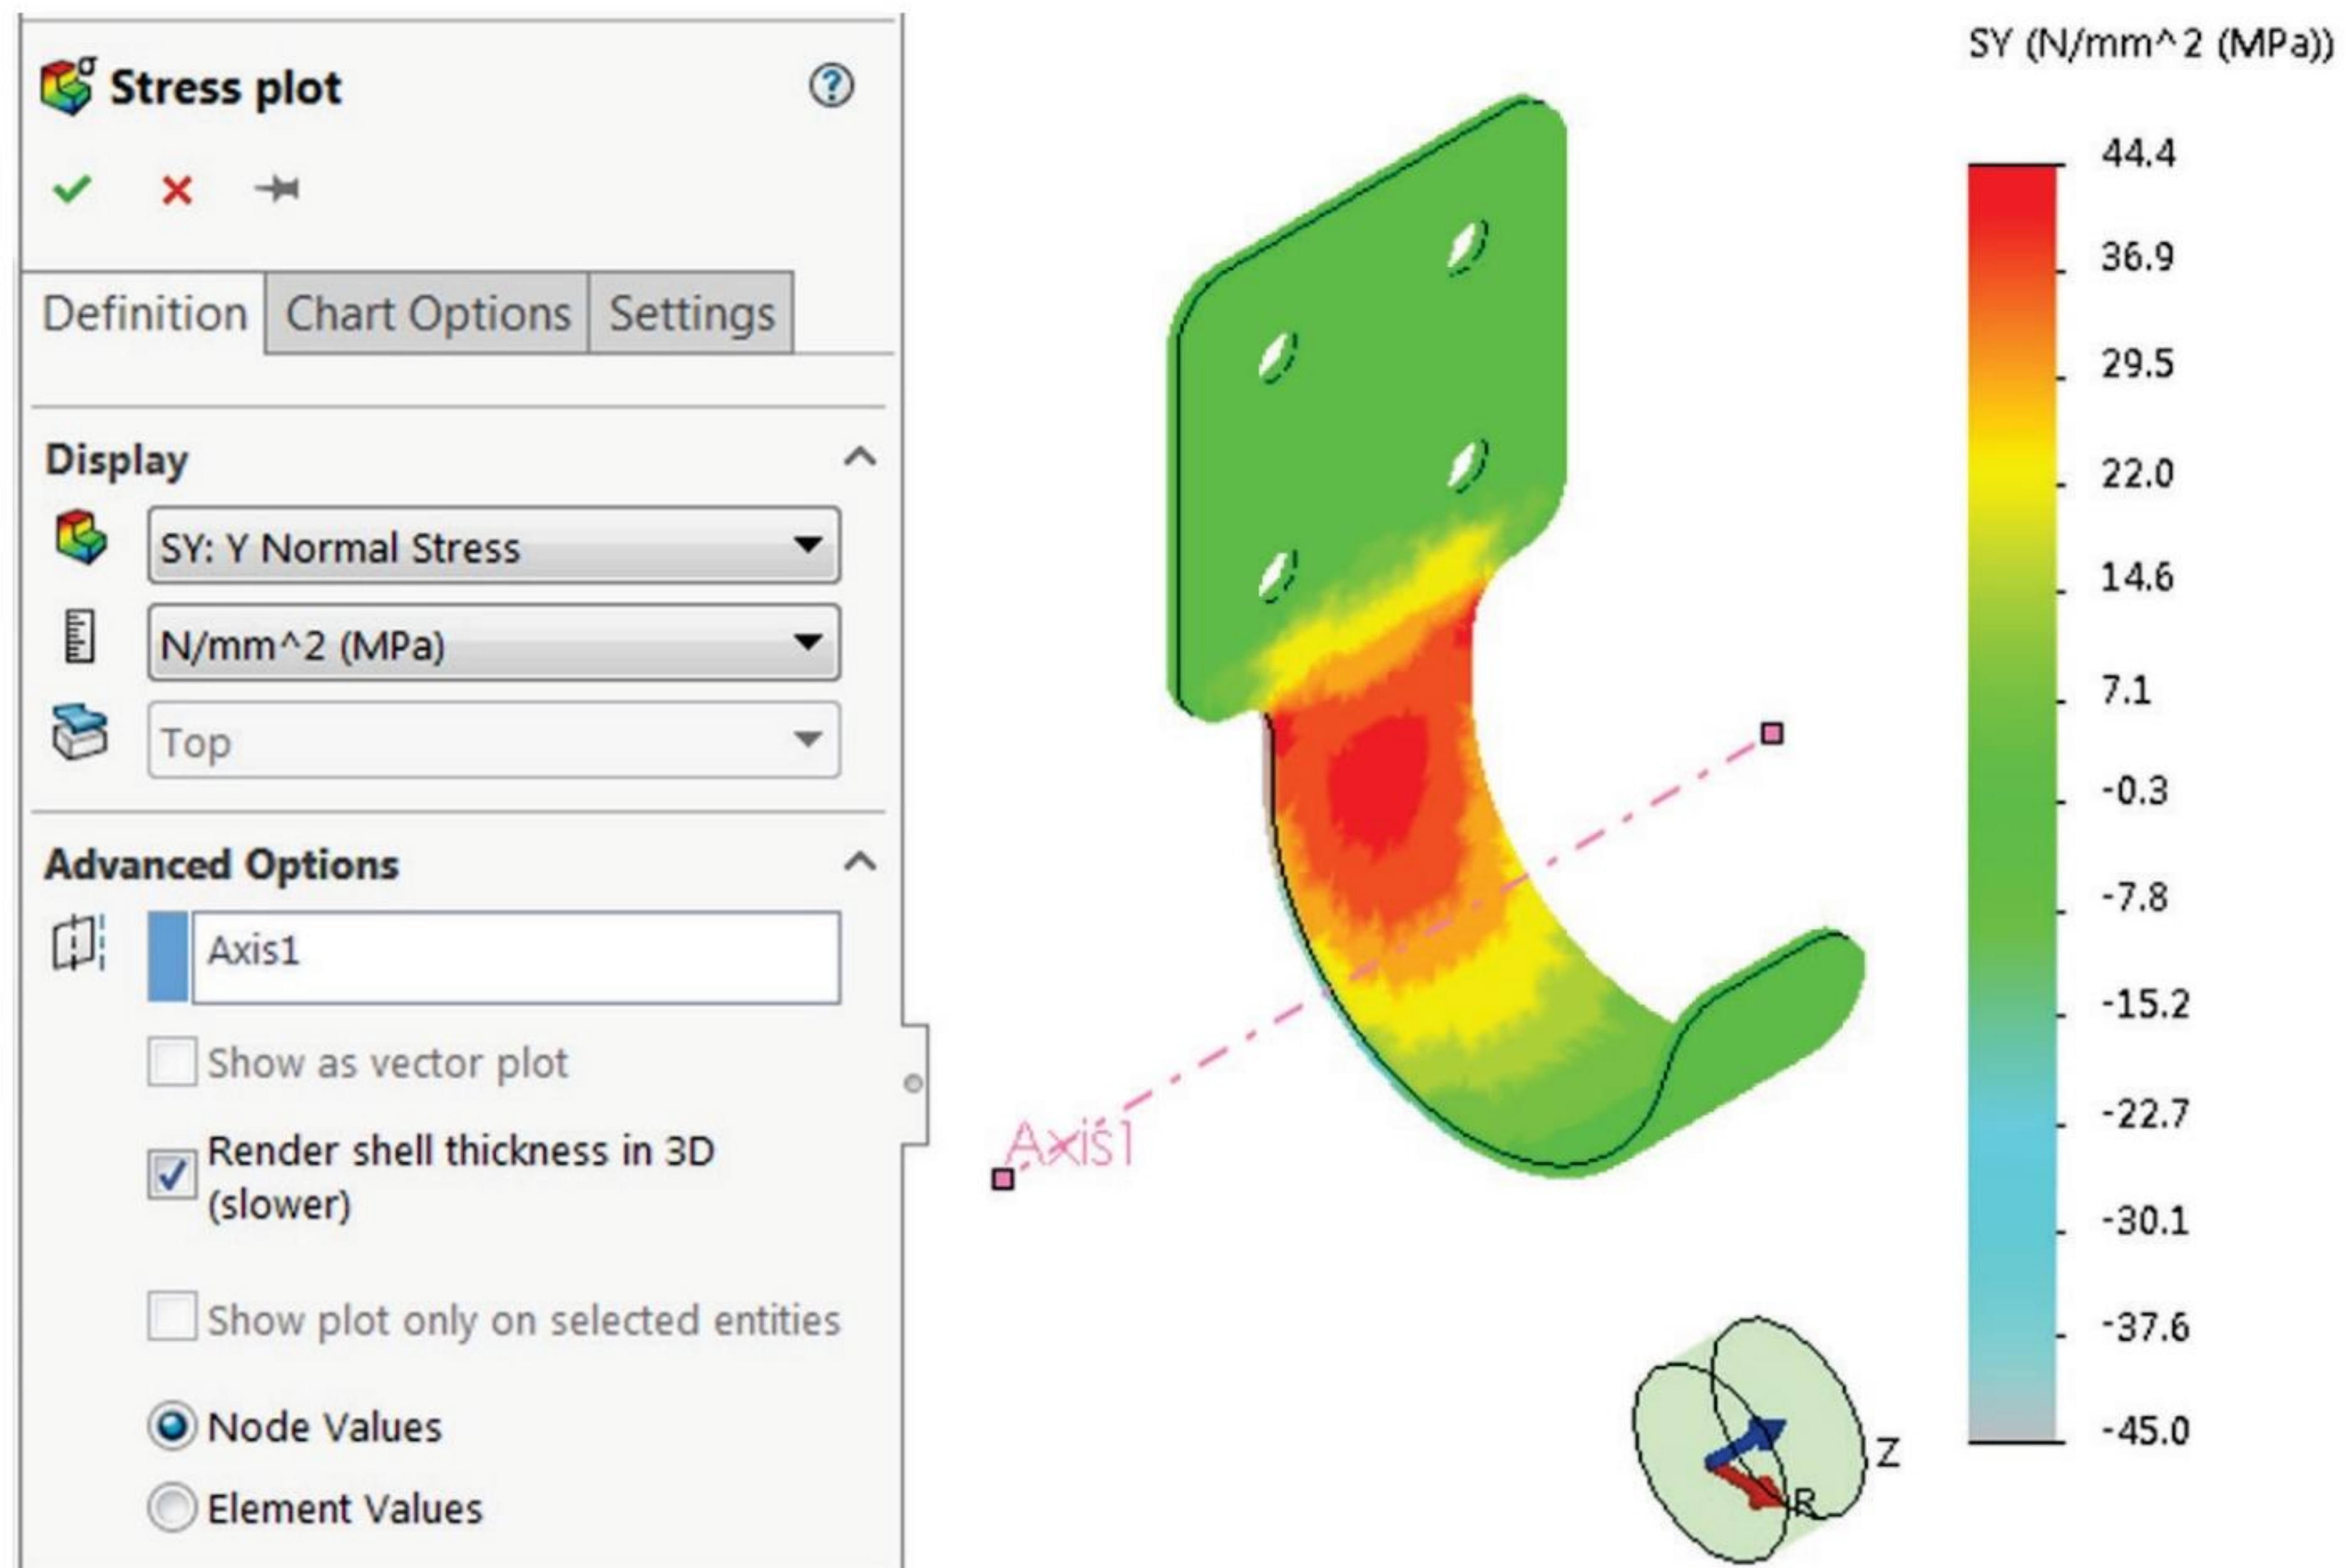 Stress plot
Definition
Chart Options
Settings
Display
SY: Y Normal Stress
N/mm^2 (MPa)
Top
Advanced Options
Axis1
Show as vector plot
Render shell thickness in 3D
(slower)
Show plot only on selected entities
Node Values
Element Values
Axis1
SY (N/mm^2 (MPa))
44.4
36.9
29.5
22.0
14.6
7.1
-0.3
-7.8
-15.2
-22.7
-30.1
-37.6
-45.0
Z
R
σ
?